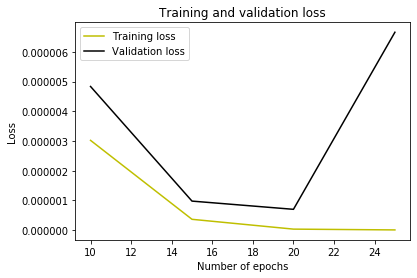 Training and validation loss
Training loss
Validation loss
0.000006
0.000005
0.000004
0.000003
0.000002
0.000001
0.000000
Loss
10 12 14 16 18 20 22 24
Number of epochs